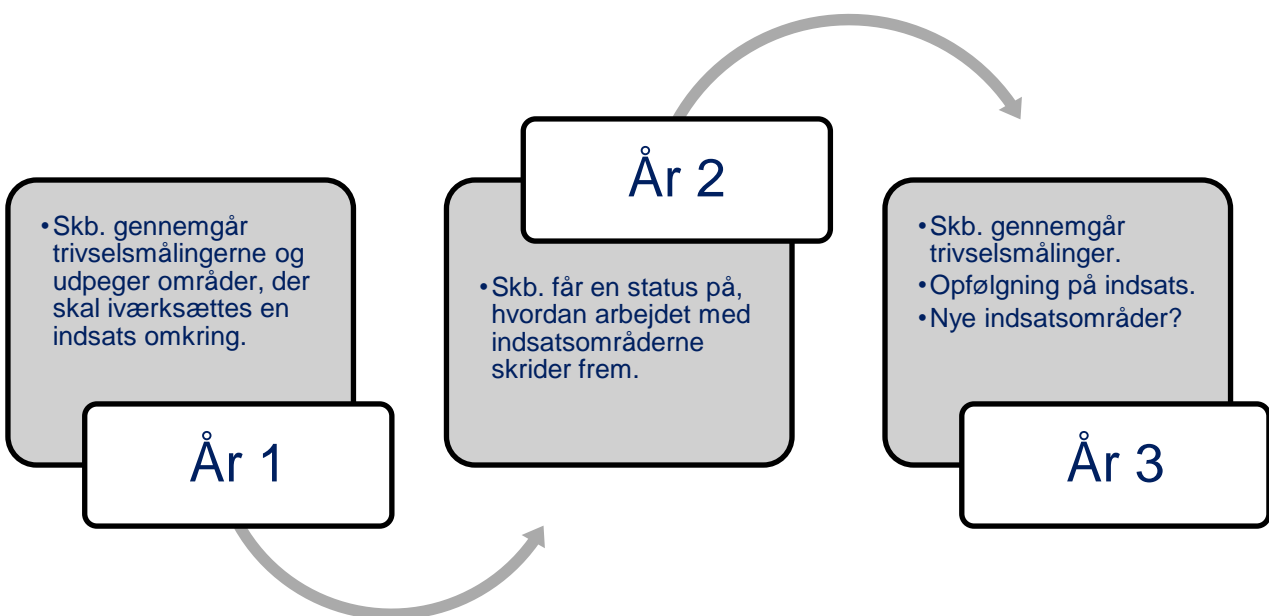 •Skb. gennemgår
trivselsmålingerne og
udpeger områder, der
skal iværksættes en
indsats omkring.
År 1
År 2
•Skb. får en status på,
hvordan arbejdet med
indsatsområderne
skrider frem.
•Skb. gennemgår
trivselsmålinger.
•Opfølgning på indsats.
•Nye indsatsområder?
År 3